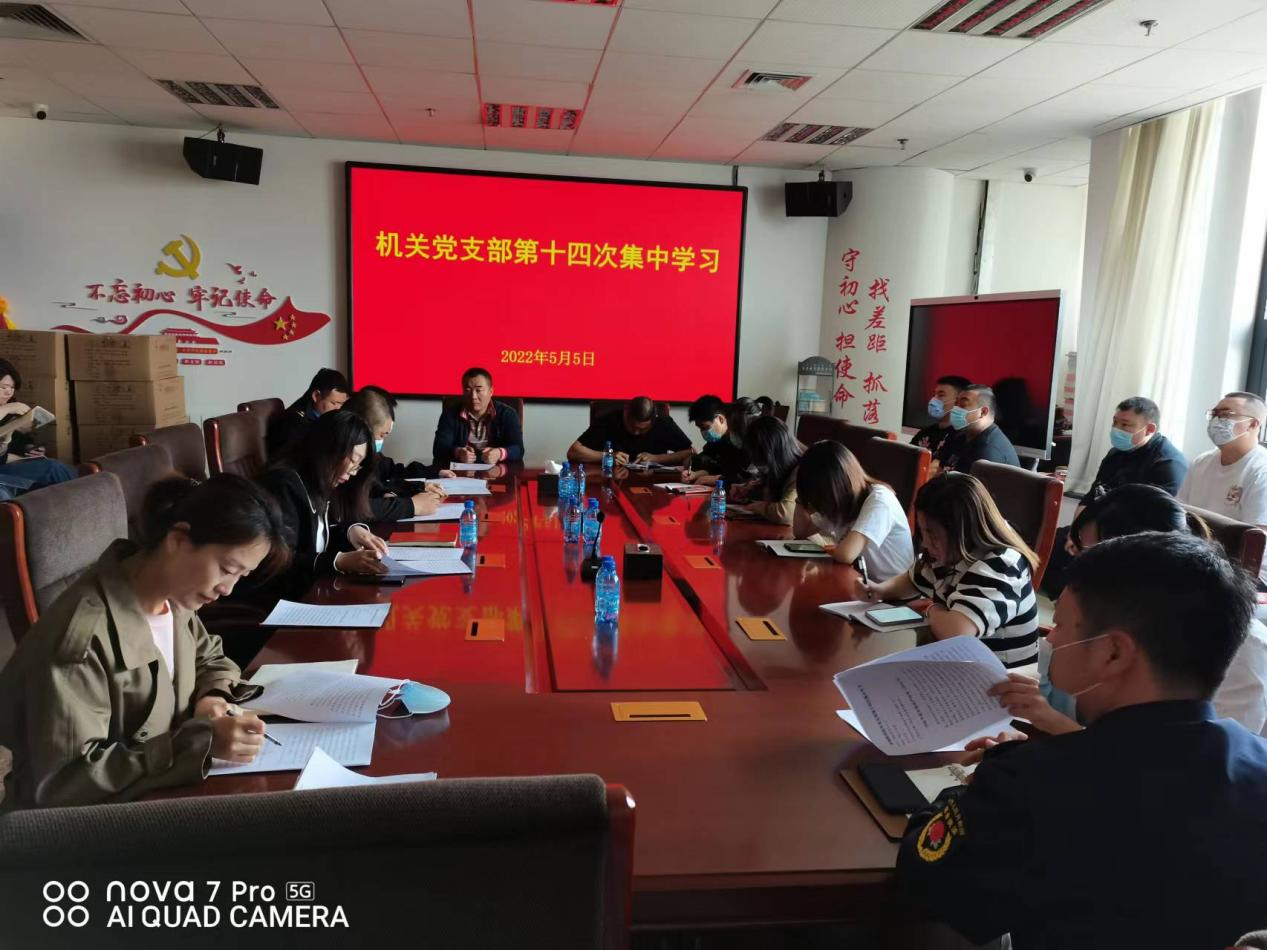 机关党支部第十四次集中学习
2022年5月5日
不忘初心 牢记使命
守初心 担使命
找差距 抓落
nova 7 Pro 5G
AI QUAD CAMERA